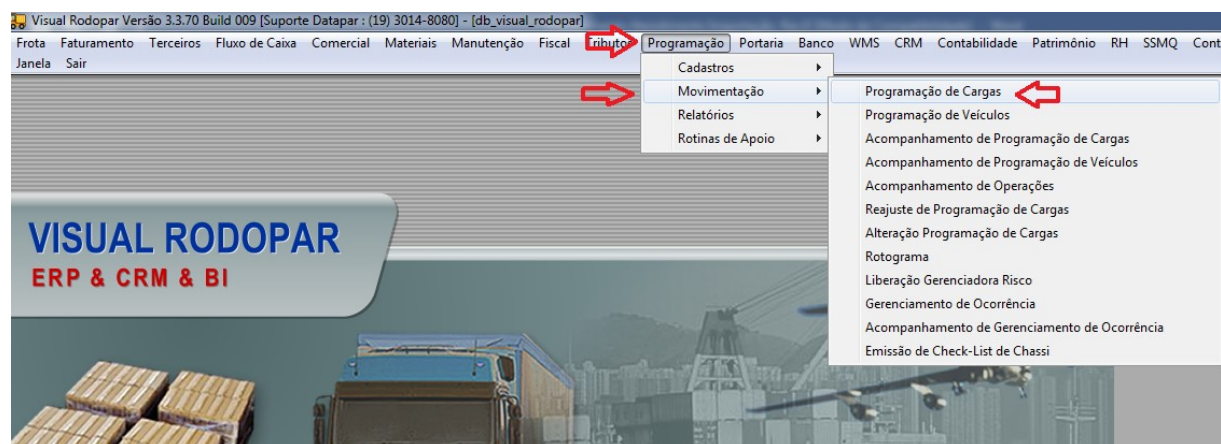 Visual Rodopar Versão 3.3.70 Build 009 [Suporte Datapar : (19) 3014-8080] - [db_visual_rodopar]
Frota Faturamento Terceiros Fluxo de Caixa Comercial Materiais Manutenção Fiscal Tributos Programação Portaria Banco WMS CRM Contabilidade Patrimônio RH SSMQ Cont
Janela Sair
Cadastros
Movimentação
Relatórios
Rotinas de Apoio
Programação de Cargas
Programação de Veículos
Acompanhamento de Programação de Cargas
Acompanhamento de Programação de Veículos
Acompanhamento de Operações
Reajuste de Programação de Cargas
Alteração Programação de Cargas
Rotograma
Liberação Gerenciadora Risco
Gerenciamento de Ocorrência
Acompanhamento de Gerenciamento de Ocorrência
Emissão de Check-List de Chassi
VISUAL RODOPAR
ERP & CRM & BI